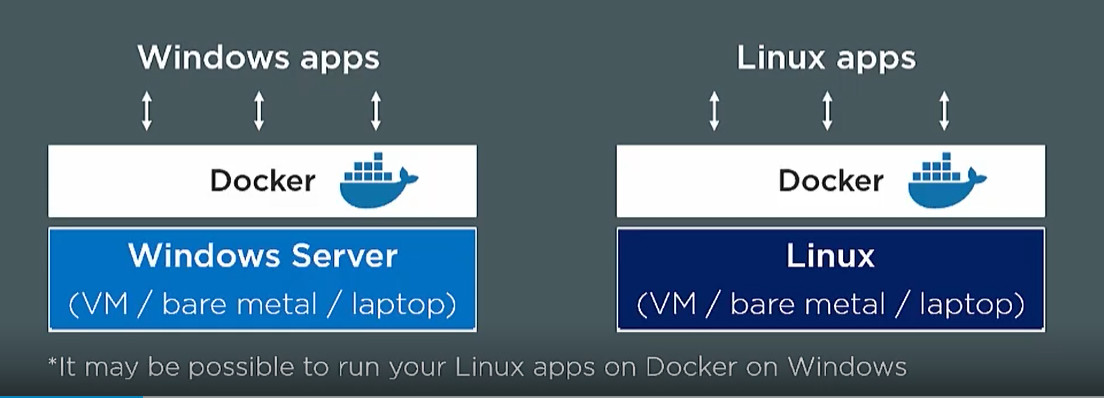 Windows apps
Docker
Windows Server
(VM / bare metal / laptop)
Linux apps
Docker
Linux
(VM / bare metal / laptop)
*It may be possible to run your Linux apps on Docker on Windows